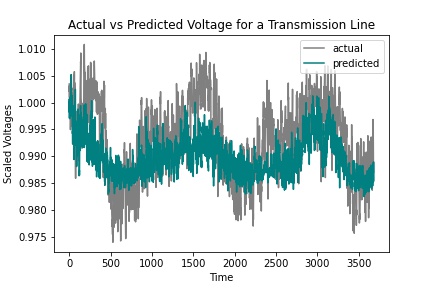 Actual vs Predicted Voltage for a Transmission Line
actual
predicted
Scaled Voltages
1.010
1.005
1.000
0.995
0.990
0.985
0.980
0.975
0 500 1000 1500 2000 2500 3000 3500
Time